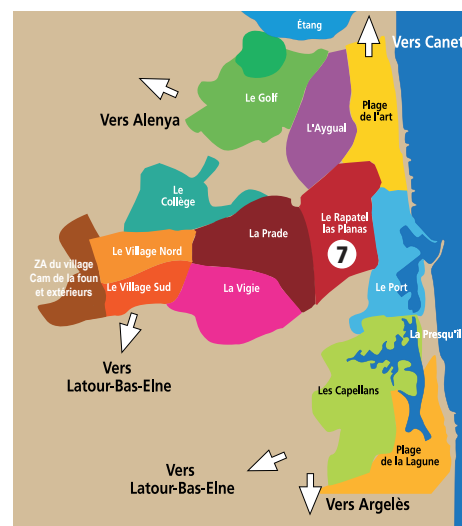 Étang
Vers Canet
Le Golf
Plage
de l'art
Vers Alenya
L'Aygual
Le
Collège
Le Rapatel
las Planas
7
La Prade
Le Village Nord
ZA du village
Cam de la foun
et extérieurs
Le Village Sud
La Vigie
Le Port
La Presqu'îl
Vers
Latour-Bas-Elne
Les Capellans
Plage
de la Lagune
Vers
Latour-Bas-Elne
Vers Argelès